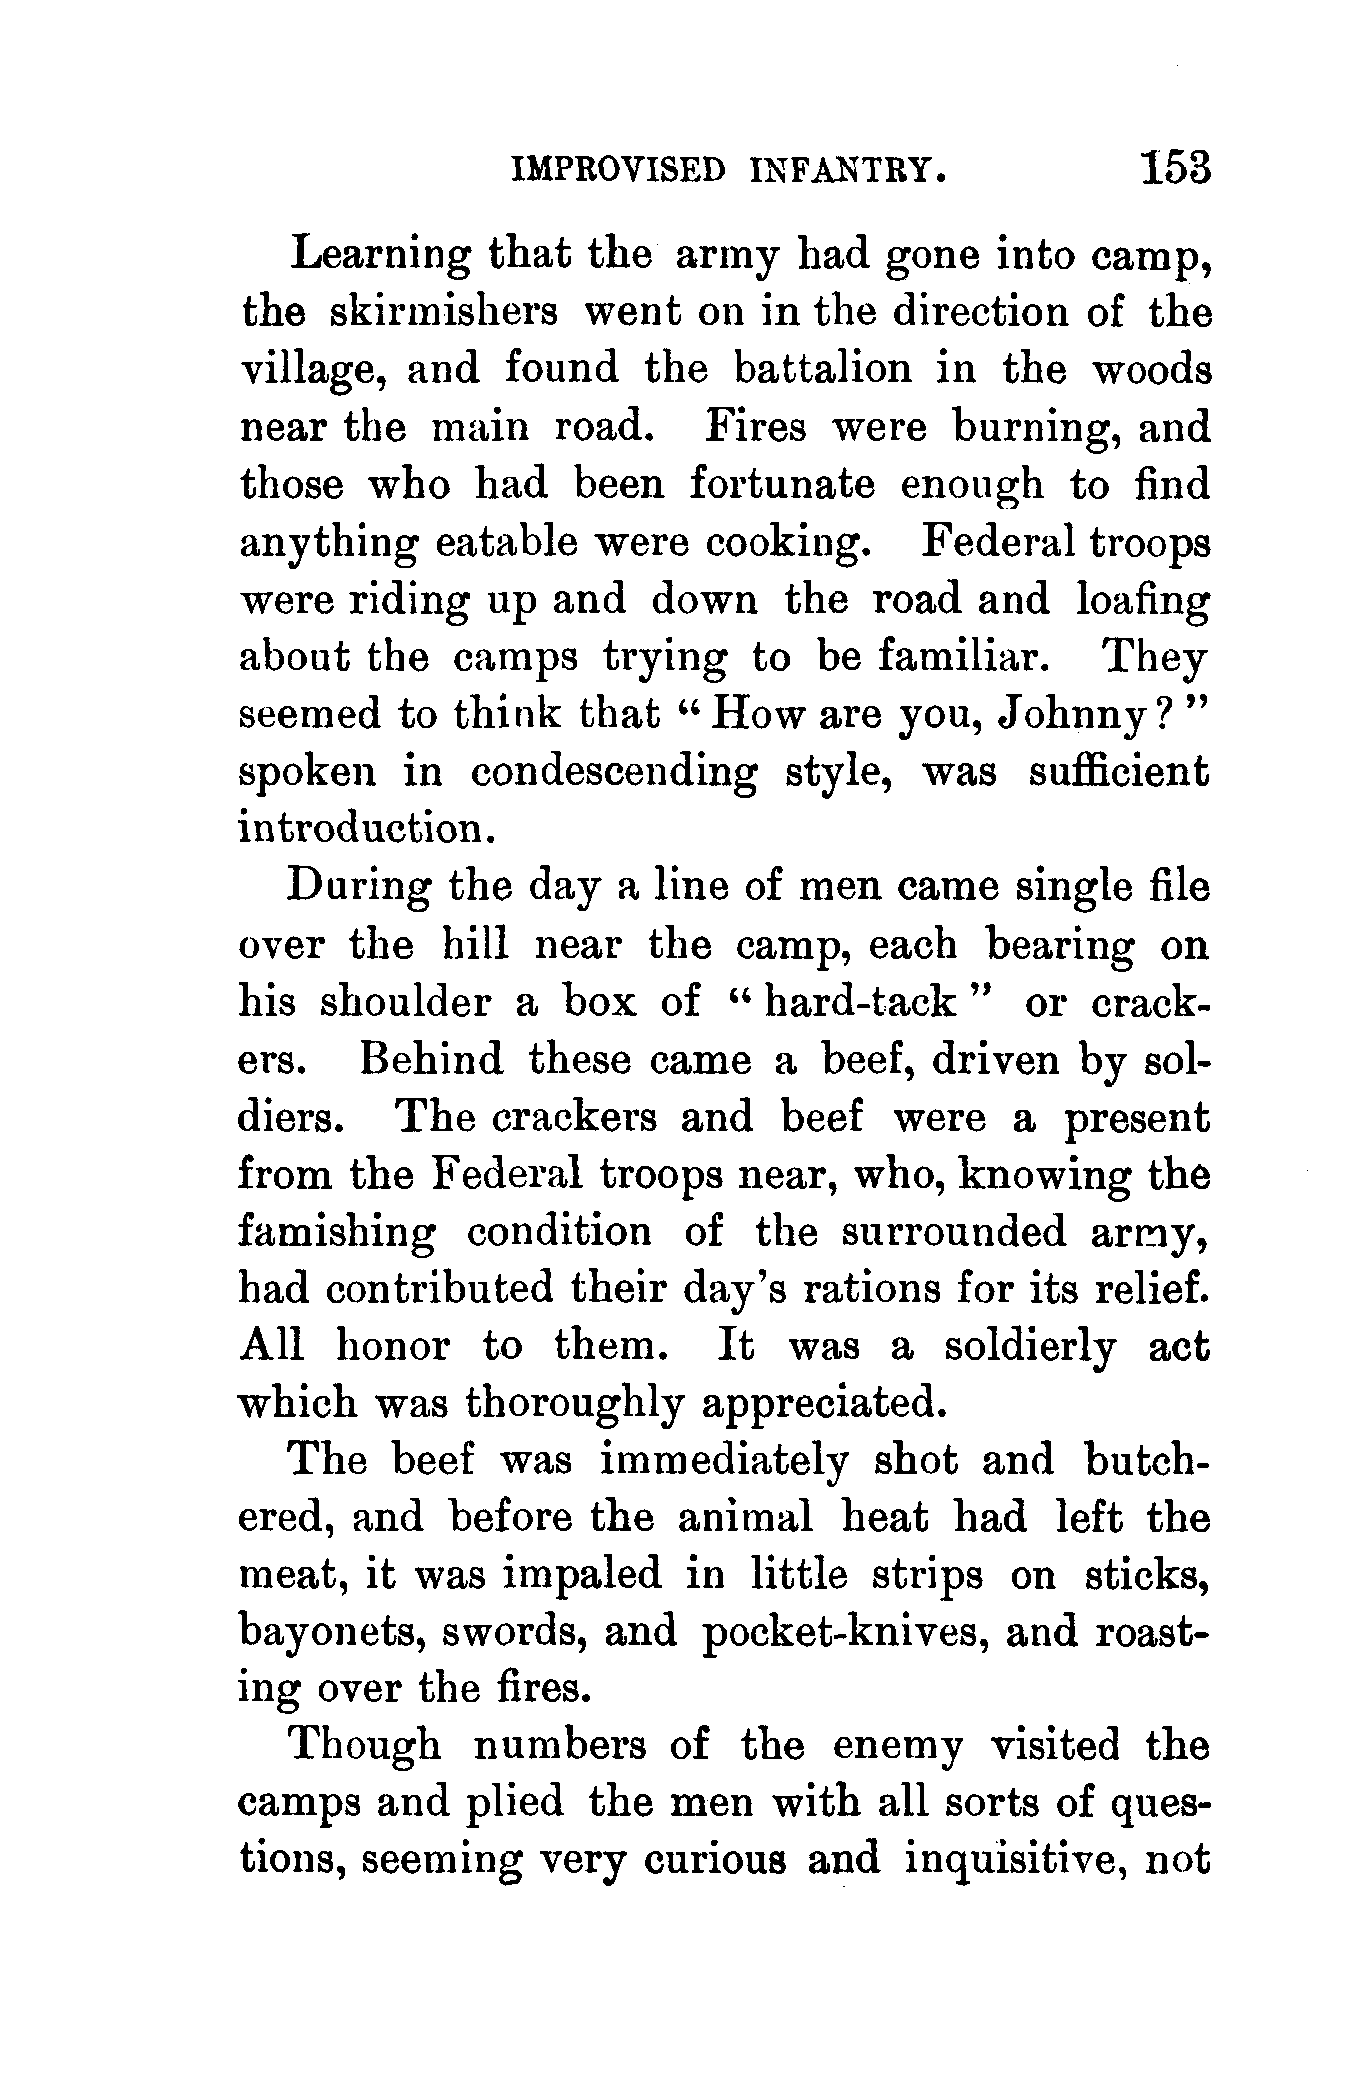 IMPROVISED INFANTRY. 153
Learning that the army had gone into camp,
the skirmishers went on in the direction of the
village, and found the battalion in the woods
near the main road. Fires were burning, and
those who had been fortunate enough to find
anything eatable were cooking. Federal troops
were riding up and down the road and loafing
about the camps trying to be familiar. They
seemed to think that “ How are you, Johnny? ”
spoken in condescending style, was sufficient
introduction.
During the day a line of men came single file
over the hill near the camp, each bearing on
his shoulder a box of “ hard-tack ” or crack-
ers. Behind these came a beef, driven by sol-
diers. The crackers and beef were a present
from the Federal troops near, who, knowing the
famishing condition of the surrounded army,
had contributed their day's rations for its relief.
All honor to them. It was a soldierly act
which was thoroughly appreciated.
The beef was immediately shot and butch-
ered, and before the animal heat had left the
meat, it was impaled in little strips on sticks,
bayonets, swords, and pocket-knives, and roast-
ing over the fires.
Though numbers of the enemy visited the
camps and plied the men with all sorts of ques-
tions, seeming very curious and inquisitive, not